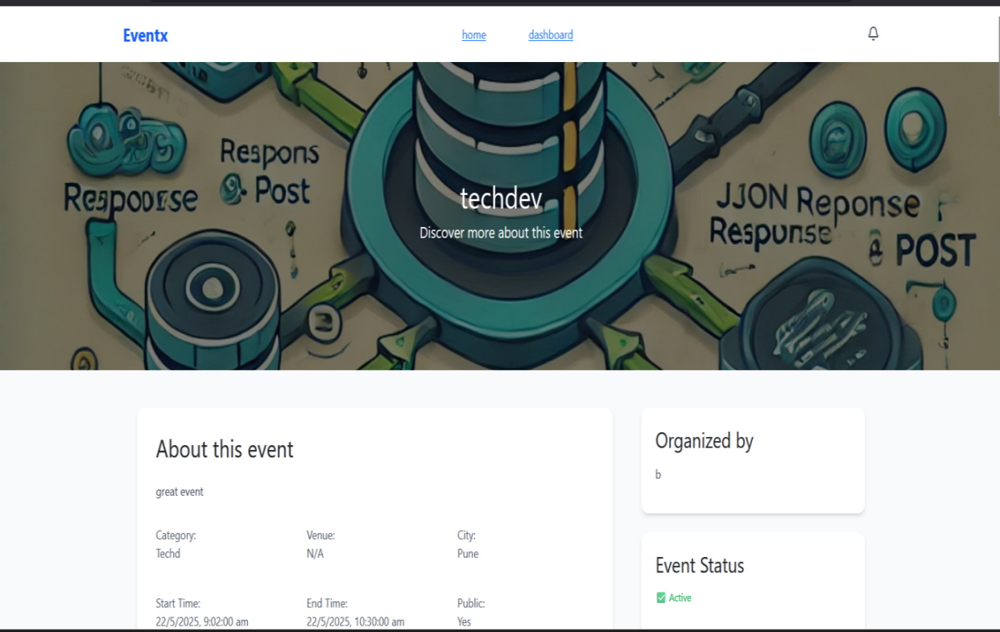 Eventx
home
dashboard
Respons
Post
Reapoorse
JJON Reponse
Respunse
& POST
techdev
Discover more about this event
About this event
great event
Category:
Techd
Venue:
N/A
City:
Pune
Start Time:
22/5/2025, 9:02:00 am
End Time:
22/5/2025, 10:30:00 am
Public:
Yes
Organized by
b
Event Status
Active